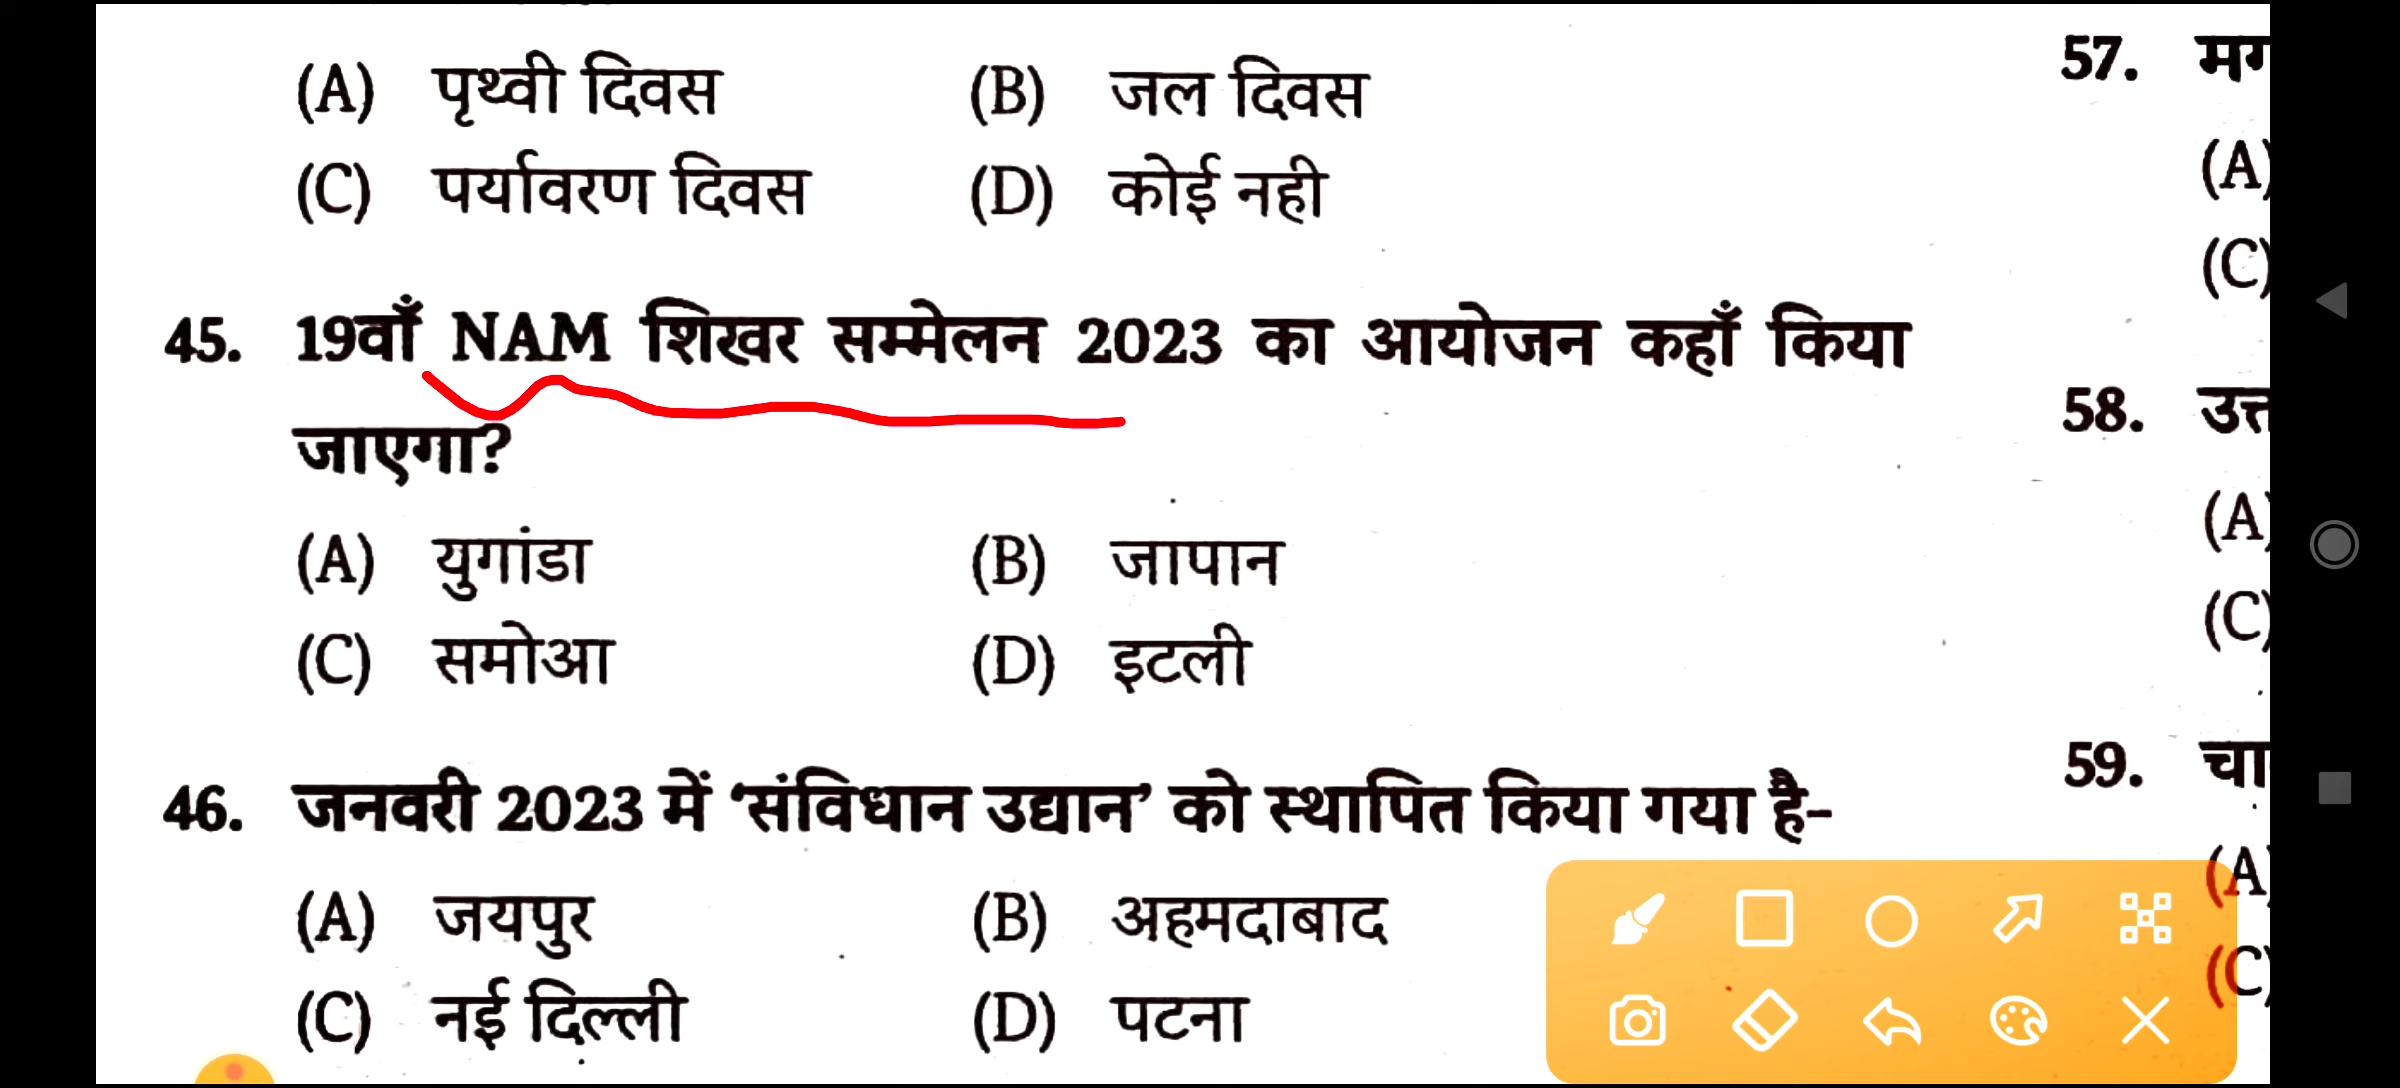 (A) पृथ्वी दिवस (B) जल दिवस
(C) पर्यावरण दिवस (D) कोई नही
45. 19वाँ NAM शिखर सम्मेलन 2023 का आयोजन कहाँ किया
जाएगा?
(A) युगांडा (B) जापान
(C) समोआ (D) इटली
46. जनवरी 2023 में ‘संविधान उद्यान’ को स्थापित किया गया है-
(A) जयपुर (B) अहमदाबाद
(C) नई दिल्ली (D) पटना
57.
(A)
(C)
58.
(A)
(C)
59. चा
(A)
(C)